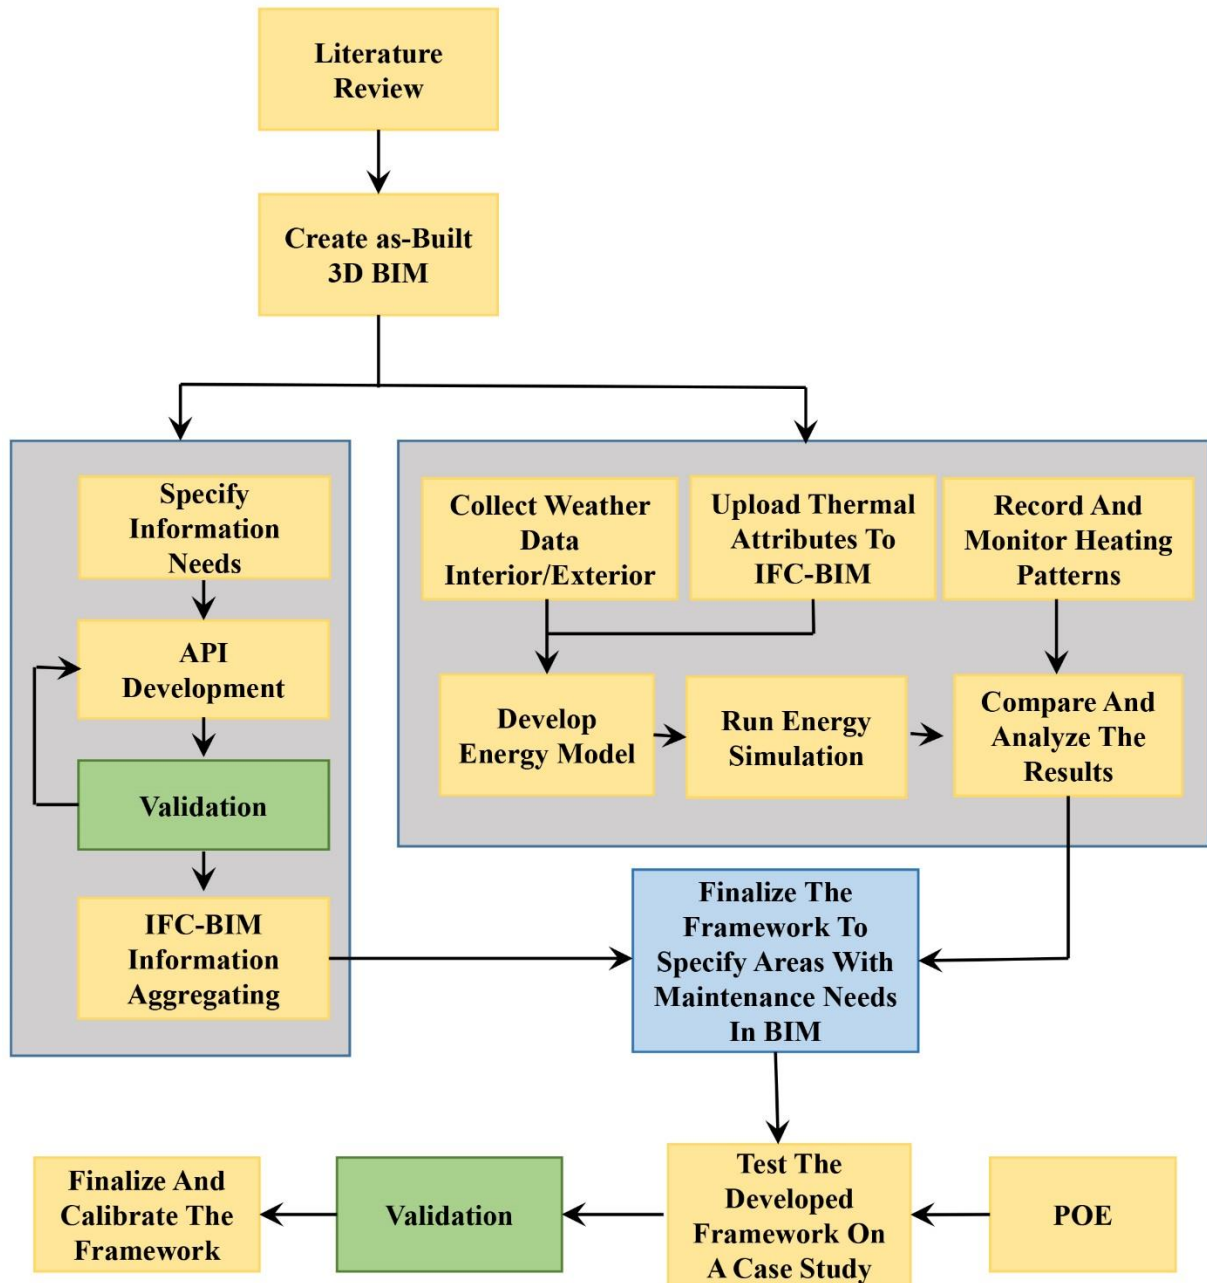 Literature
Review
Create as-Built
3D BIM
Specify
Information
Needs
API
Development
Validation
IFC-BIM
Information
Aggregating
Collect Weather
Data
Interior/Exterior
Upload Thermal
Attributes To
IFC-BIM
Record And
Monitor Heating
Patterns
Develop
Energy Model
Run Energy
Simulation
Compare And
Analyze The
Results
Finalize The
Framework To
Specify Areas With
Maintenance Needs
In BIM
Finalize And
Calibrate The
Framework
Validation
Test The
Developed
Framework On
A Case Study
POE